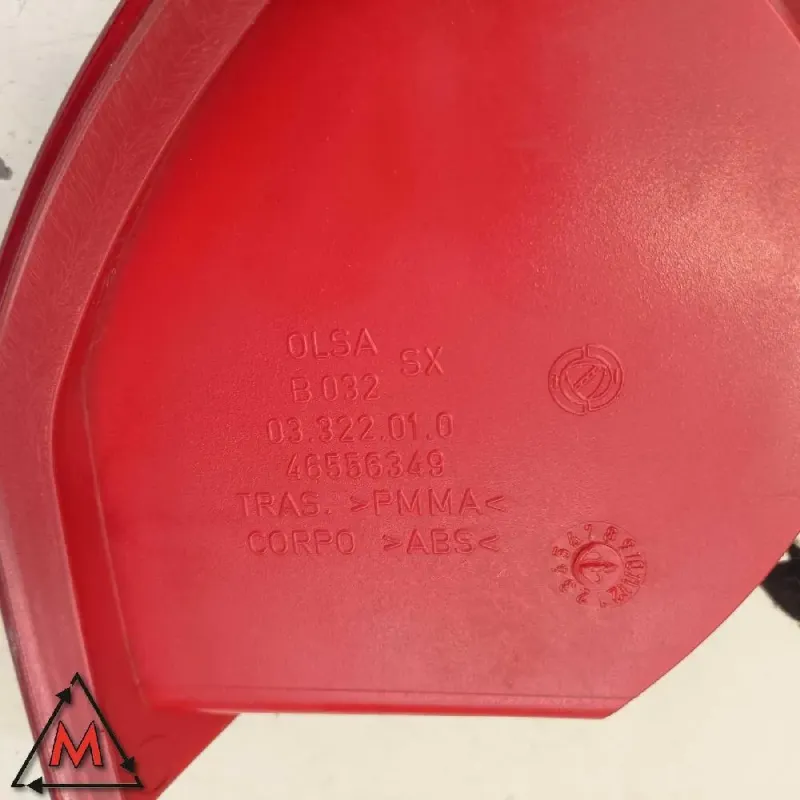 OLSA
SX
B032
03.322.01.0
46556349
TRAS. >PMMA<
CORPO >ABS<
M